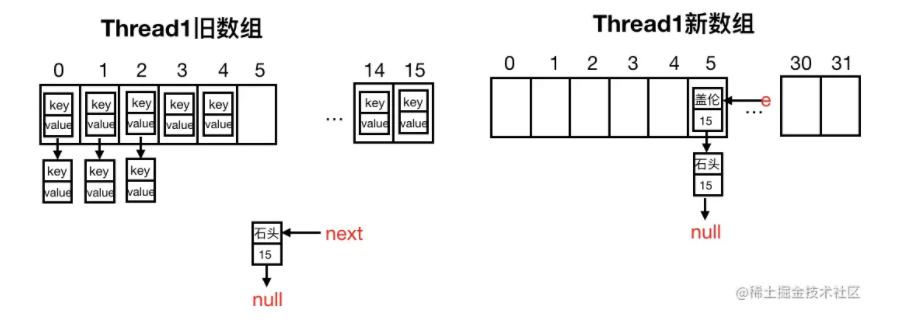 Thread1旧数组
0 1 2 3 4 5 14 15
key key key key key ... key key
value value value value value value value
key key key
value value value
石头 next
15
null
Thread1新数组
0 1 2 3 4 5 30 31
盖伦 e
15 ...
石头
15
null
@稀土掘金技术社区